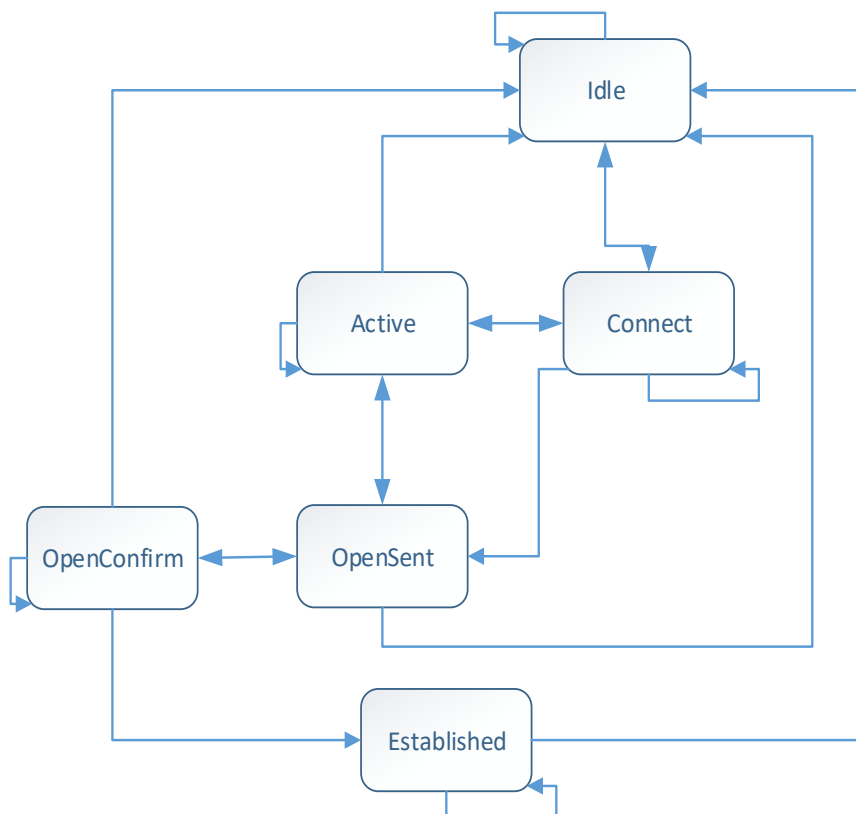 Idle
Active
Connect
OpenConfirm
OpenSent
Established